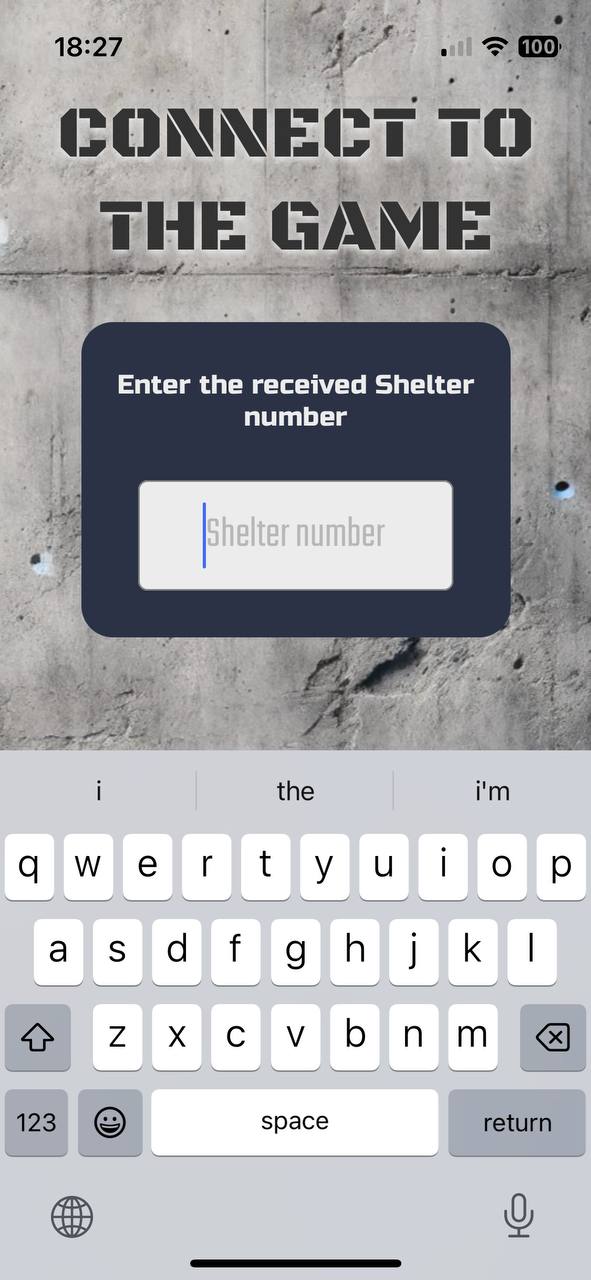 18:27 100
CONNECT TO
THE GAME
Enter the received Shelter
number
Shelter number
i the i'm
q w e r t y u i o p
a s d f g h j k l
z x c v b n m
123 space return